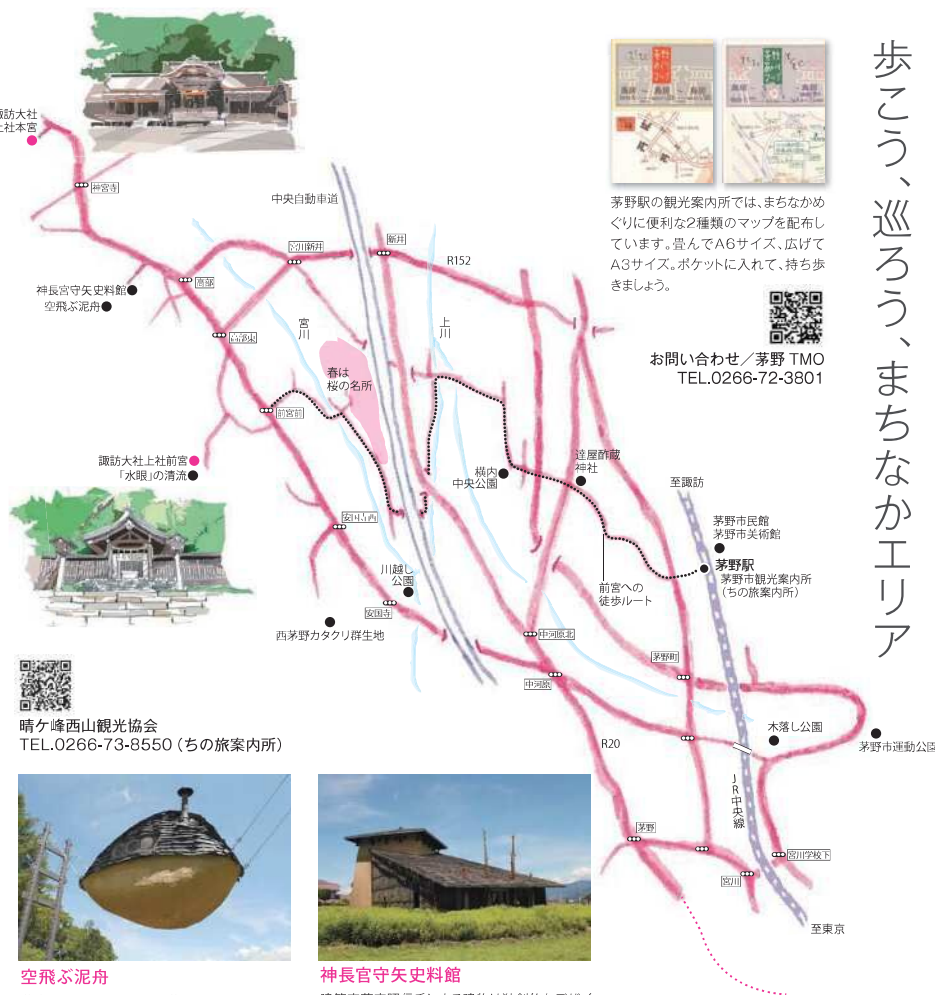 歩こう、巡ろう、まちなかエリア
茅野駅の観光案内所では、まちなかめ
ぐりに便利な2種類のマップを配布し
ています。畳んでA6サイズ、広げて
A3サイズ。ポケットに入れて、持ち歩
きましょう。
お問い合わせ／茅野 TMO
TEL.0266-72-3801
諏訪大社
上社本宮
神宮寺
中央自動車道
宮川新井
新井
R152
高部
神長宮守矢史料館
空飛ぶ泥舟
高部東
宮川
上川
春は
桜の名所
前宮前
諏訪大社上社前宮
「水眼」の清流
横内
中央公園
達屋酢蔵
神社
至諏訪
茅野市民館
茅野市美術館
茅野駅
茅野市観光案内所
(ちの旅案内所)
前宮への
徒歩ルート
安国寺西
川越し
公園
安国寺
西茅野カタクリ群生地
中河原北
中河原
茅野町
木落し公園
茅野市運動公園
R20
JR中央線
茅野
宮川
宮川学校下
至東京
晴ケ峰西山観光協会
TEL.0266-73-8550 (ちの旅案内所)
空飛ぶ泥舟
神長官守矢史料館